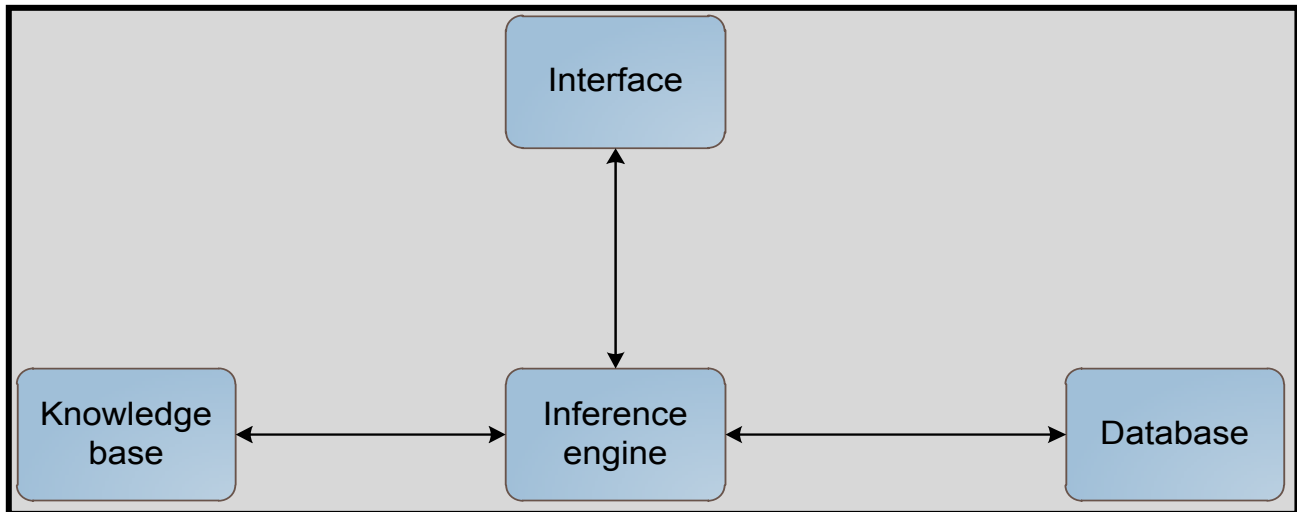 Interface
Knowledge
base
Inference
engine
Database